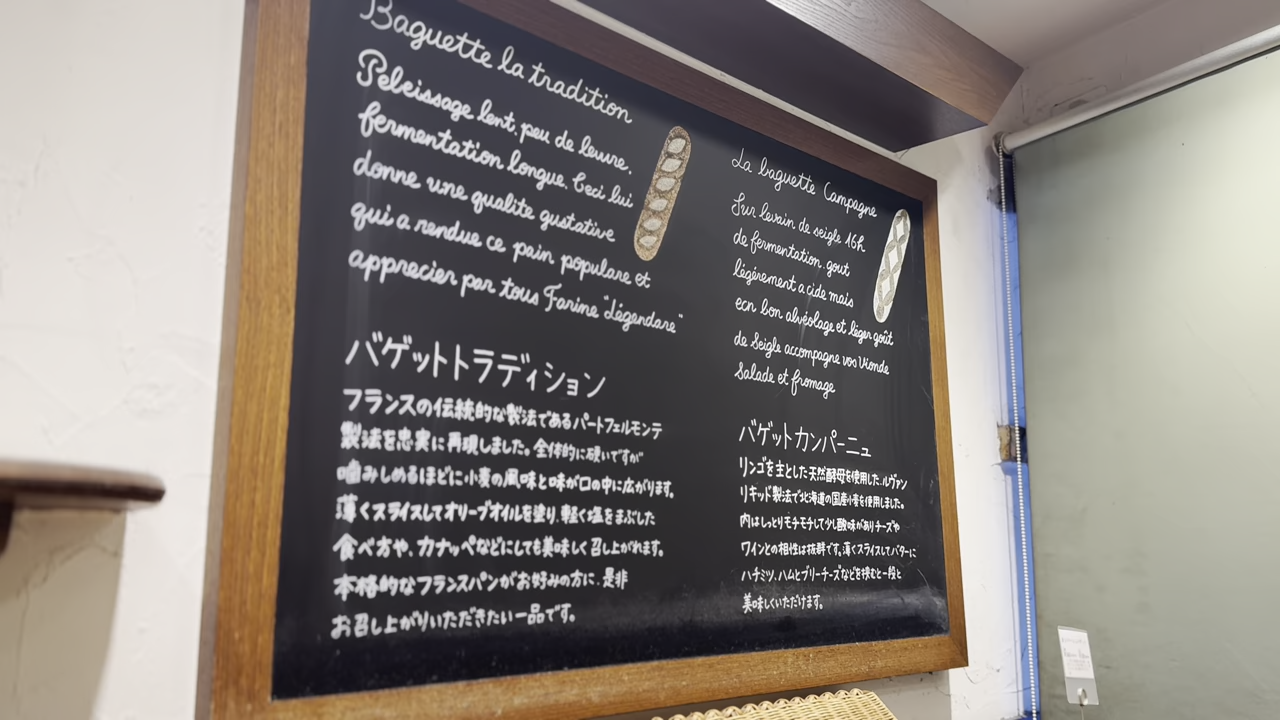 Baguette la tradition
Peleissage lent, peu de levure,
fermentation longue. Ceci lui
donne une qualite gustative
qui a rendue ce pain populare et
apprecier par tous Farine "Légendare"
バゲットトラディション
フランスの伝統的な製法であるパートフェルモンテ
製法を忠実に再現しました。全体的に硬いですが
噛みしめるほどに小麦の風味と味が口の中に広がります。
薄くスライスしてオリーブオイルを塗り、軽く塩をまぶした
食べ方や、カナッペなどにしても美味しく召し上がれます。
本格的なフランスパンがお好みの方に、是非
お召し上がりいただきたい一品です。
La baguette Campagne
Sur levain de seigle 16h
de fermentation, gout
légérement acide mais
ecn bon alvéolage et léger goût
de Seigle accompagne vos Vionde
Salade et fromage
バゲットカンパーニュ
リンゴを主とした天然酵母を使用した、ルヴァン
リキッド製法で北海道の国産小麦を使用しました。
内はしっとりモチモチして少し酸味がありチーズや
ワインとの相性は抜群です。薄くスライスしてバターに
ハチミツ、ハムとブリーチーズなどを挟むと一段と
美味しくいただけます。